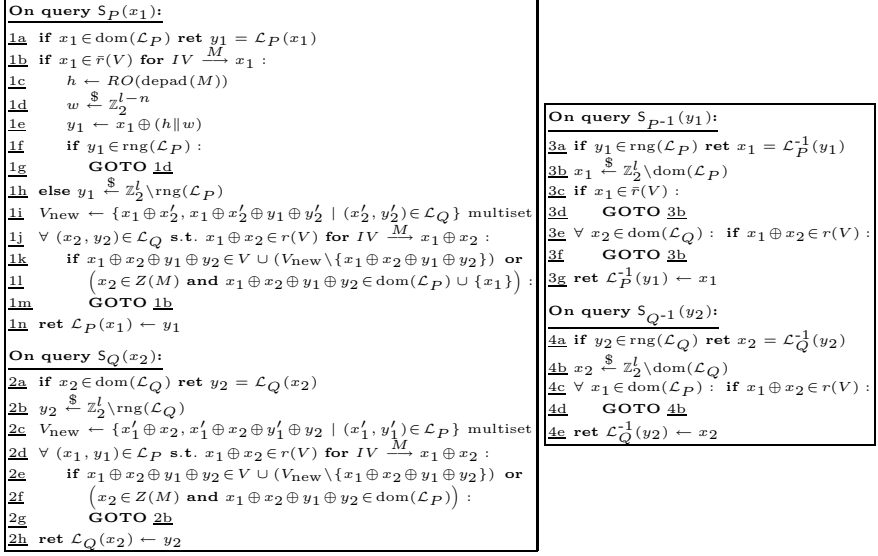 On query S_P(x_1):
1a if x_1 ∈ dom(ℒ_P) ret y_1 = ℒ_P(x_1)
1b if x_1 ∈ r̄(V) for IV —M→ x_1 :
1c h ← RO(depad(M))
1d w ←$ ℤ_2^{l−n}
1e y_1 ← x_1 ⊕ (h‖w)
1f if y_1 ∈ rng(ℒ_P) :
1g GOTO 1d
1h else y_1 ←$ ℤ_2^l \ rng(ℒ_P)
1i V_new ← {x_1 ⊕ x'_2, x_1 ⊕ x'_2 ⊕ y_1 ⊕ y'_2 | (x'_2, y'_2) ∈ ℒ_Q} multiset
1j ∀ (x_2, y_2) ∈ ℒ_Q s.t. x_1 ⊕ x_2 ∈ r(V) for IV —M→ x_1 ⊕ x_2 :
1k if x_1 ⊕ x_2 ⊕ y_1 ⊕ y_2 ∈ V ∪ (V_new \ {x_1 ⊕ x_2 ⊕ y_1 ⊕ y_2}) or
1l (x_2 ∈ Z(M) and x_1 ⊕ x_2 ⊕ y_1 ⊕ y_2 ∈ dom(ℒ_P) ∪ {x_1}) :
1m GOTO 1b
1n ret ℒ_P(x_1) ← y_1
On query S_Q(x_2):
2a if x_2 ∈ dom(ℒ_Q) ret y_2 = ℒ_Q(x_2)
2b y_2 ←$ ℤ_2^l \ rng(ℒ_Q)
2c V_new ← {x'_1 ⊕ x_2, x'_1 ⊕ x_2 ⊕ y'_1 ⊕ y_2 | (x'_1, y'_1) ∈ ℒ_P} multiset
2d ∀ (x_1, y_1) ∈ ℒ_P s.t. x_1 ⊕ x_2 ∈ r(V) for IV —M→ x_1 ⊕ x_2 :
2e if x_1 ⊕ x_2 ⊕ y_1 ⊕ y_2 ∈ V ∪ (V_new \ {x_1 ⊕ x_2 ⊕ y_1 ⊕ y_2}) or
2f (x_2 ∈ Z(M) and x_1 ⊕ x_2 ⊕ y_1 ⊕ y_2 ∈ dom(ℒ_P)) :
2g GOTO 2b
2h ret ℒ_Q(x_2) ← y_2
On query S_{P-1}(y_1):
3a if y_1 ∈ rng(ℒ_P) ret x_1 = ℒ_P^{-1}(y_1)
3b x_1 ←$ ℤ_2^l \ dom(ℒ_P)
3c if x_1 ∈ r̄(V) :
3d GOTO 3b
3e ∀ x_2 ∈ dom(ℒ_Q) : if x_1 ⊕ x_2 ∈ r(V) :
3f GOTO 3b
3g ret ℒ_P^{-1}(y_1) ← x_1
On query S_{Q-1}(y_2):
4a if y_2 ∈ rng(ℒ_Q) ret x_2 = ℒ_Q^{-1}(y_2)
4b x_2 ←$ ℤ_2^l \ dom(ℒ_Q)
4c ∀ x_1 ∈ dom(ℒ_P) : if x_1 ⊕ x_2 ∈ r(V) :
4d GOTO 4b
4e ret ℒ_Q^{-1}(y_2) ← x_2